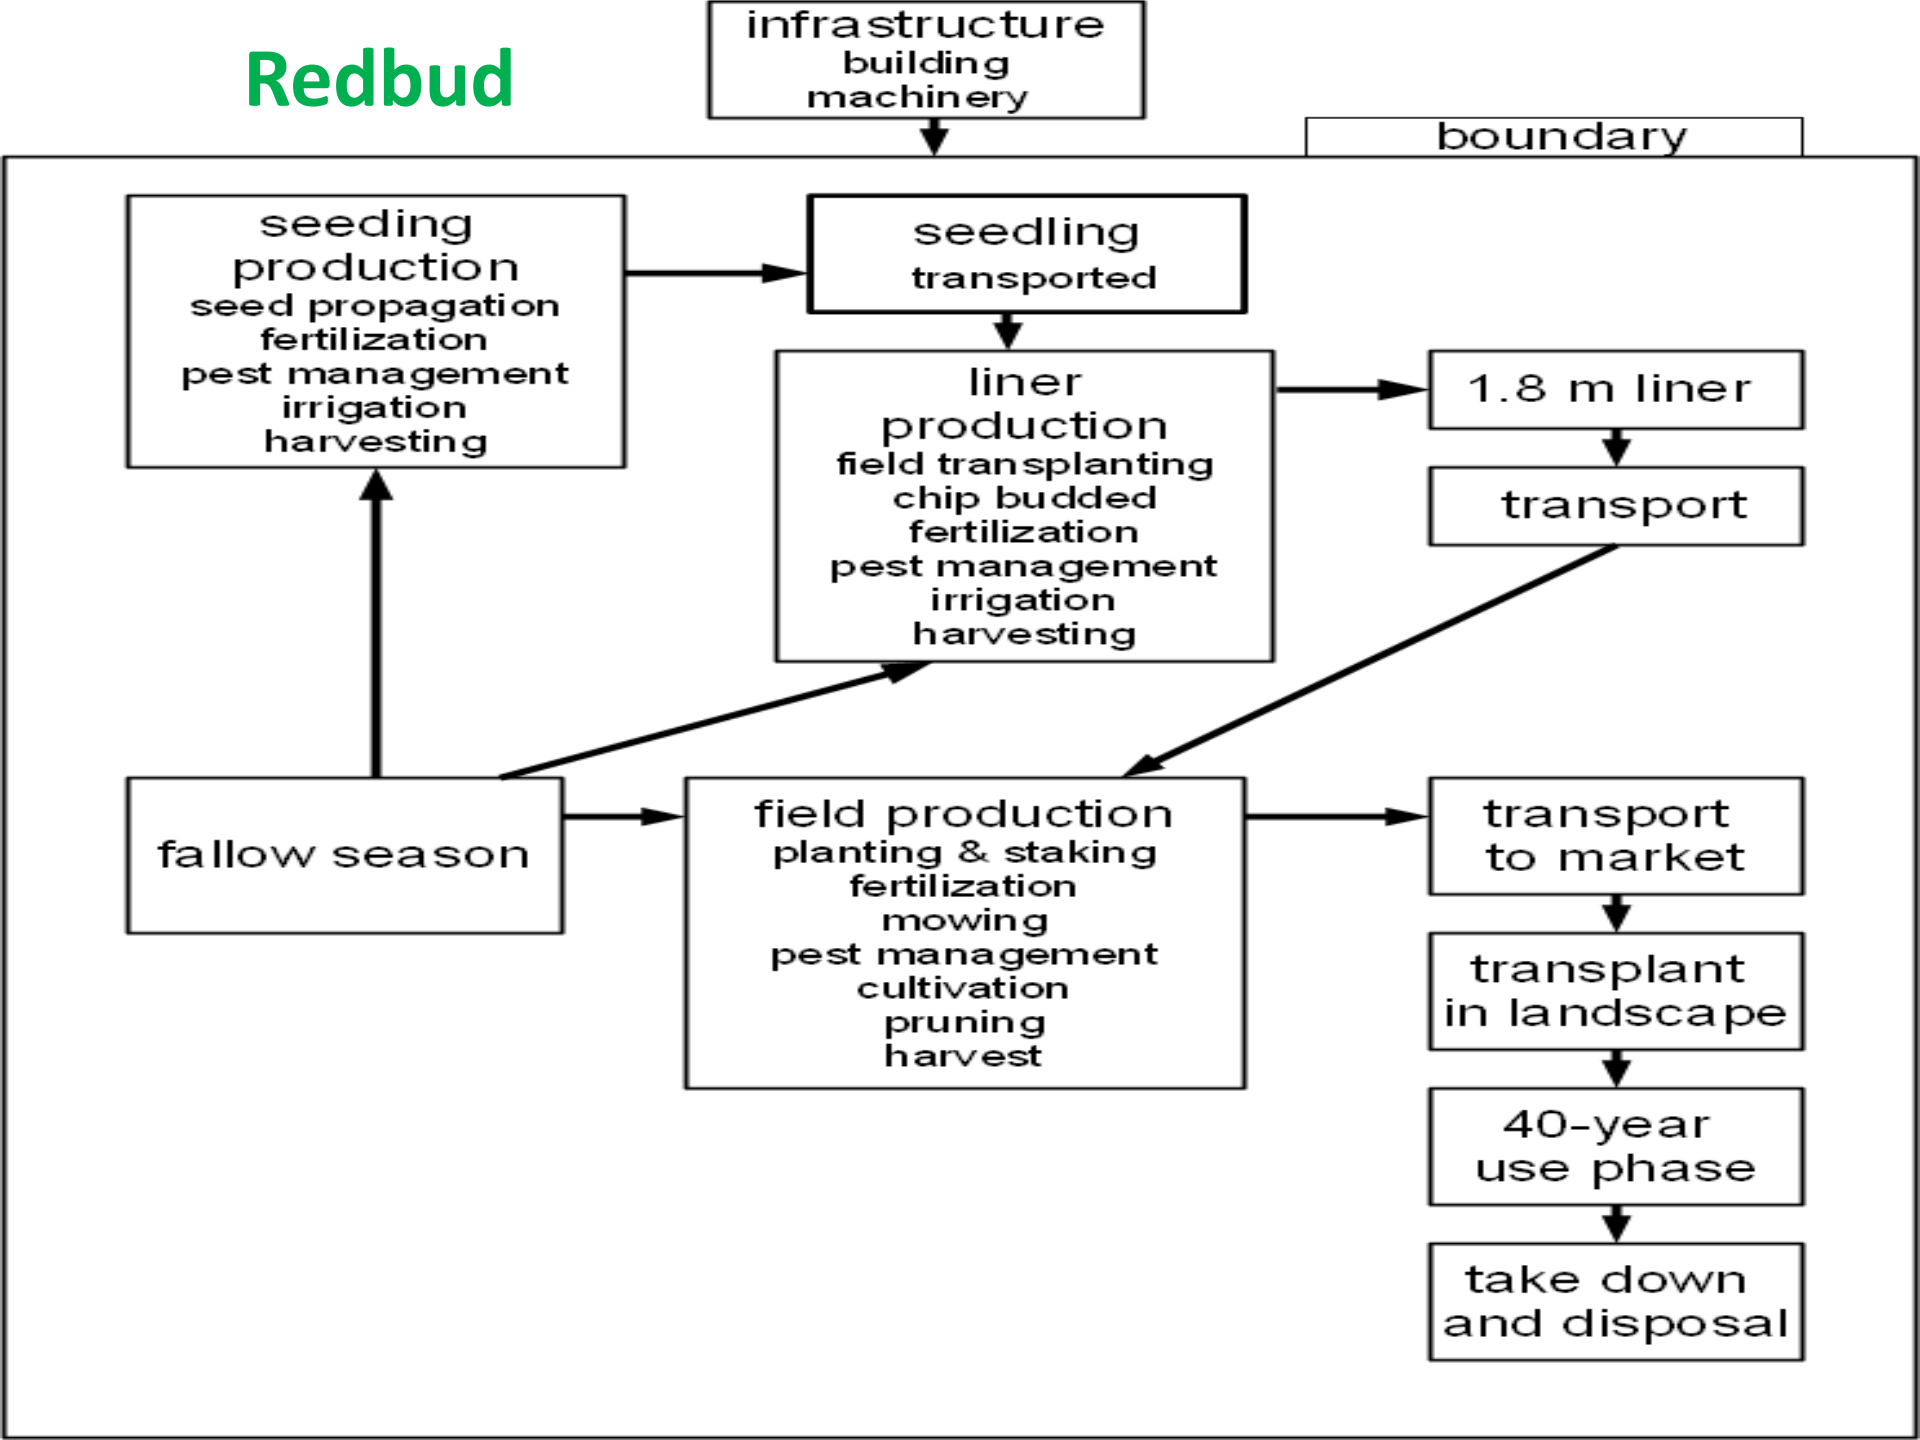 Redbud
infrastructure
building
machinery
boundary
seeding
production
seed propagation
fertilization
pest management
irrigation
harvesting
seedling
transported
liner
production
field transplanting
chip budded
fertilization
pest management
irrigation
harvesting
1.8 m liner
transport
fallow season
field production
planting & staking
fertilization
mowing
pest management
cultivation
pruning
harvest
transport
to market
transplant
in landscape
40-year
use phase
take down
and disposal